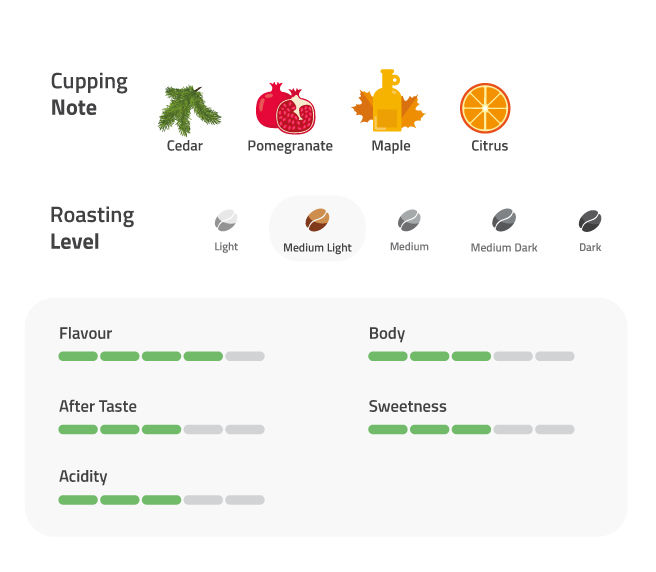 Cupping
Note
Cedar
Pomegranate
Maple
Citrus
Roasting
Level
Light
Medium Light
Medium
Medium Dark
Dark
Flavour
Body
After Taste
Sweetness
Acidity